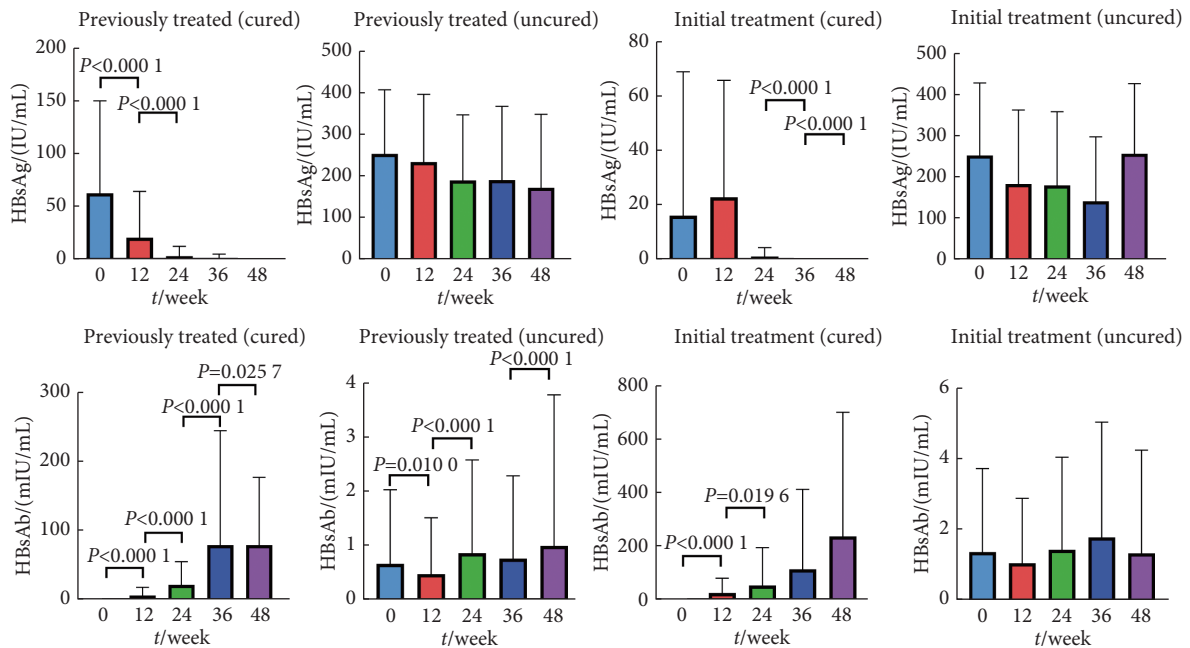 Previously treated (cured)
HBsAg/(IU/mL)
200
150
100
50
0
P<0.000 1
P<0.000 1
0 12 24 36 48
t/week
Previously treated (uncured)
HBsAg/(IU/mL)
500
400
300
200
100
0
0 12 24 36 48
t/week
Initial treatment (cured)
HBsAg/(IU/mL)
80
60
40
20
0
P<0.000 1
P<0.000 1
0 12 24 36 48
t/week
Initial treatment (uncured)
HBsAg/(IU/mL)
500
400
300
200
100
0
0 12 24 36 48
t/week
Previously treated (cured)
HBsAb/(mIU/mL)
300
200
100
0
P=0.025 7
P<0.000 1
P<0.000 1
P<0.000 1
0 12 24 36 48
t/week
Previously treated (uncured)
HBsAb/(mIU/mL)
4
3
2
1
0
P<0.000 1
P<0.000 1
P=0.010 0
0 12 24 36 48
t/week
Initial treatment (cured)
HBsAb/(mIU/mL)
800
600
400
200
0
P=0.019 6
P<0.000 1
0 12 24 36 48
t/week
Initial treatment (uncured)
HBsAb/(mIU/mL)
6
4
2
0
0 12 24 36 48
t/week